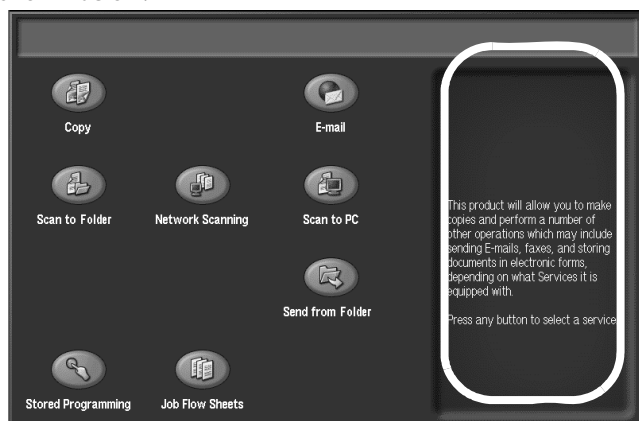 Copy
E-mail
Scan to Folder
Network Scanning
Scan to PC
Send from Folder
Stored Programming
Job Flow Sheets
This product will allow you to make
copies and perform a number of
other operations which may include
sending E-mails, faxes, and storing
documents in electronic forms,
depending on what Services it is
equipped with.
Press any button to select a service